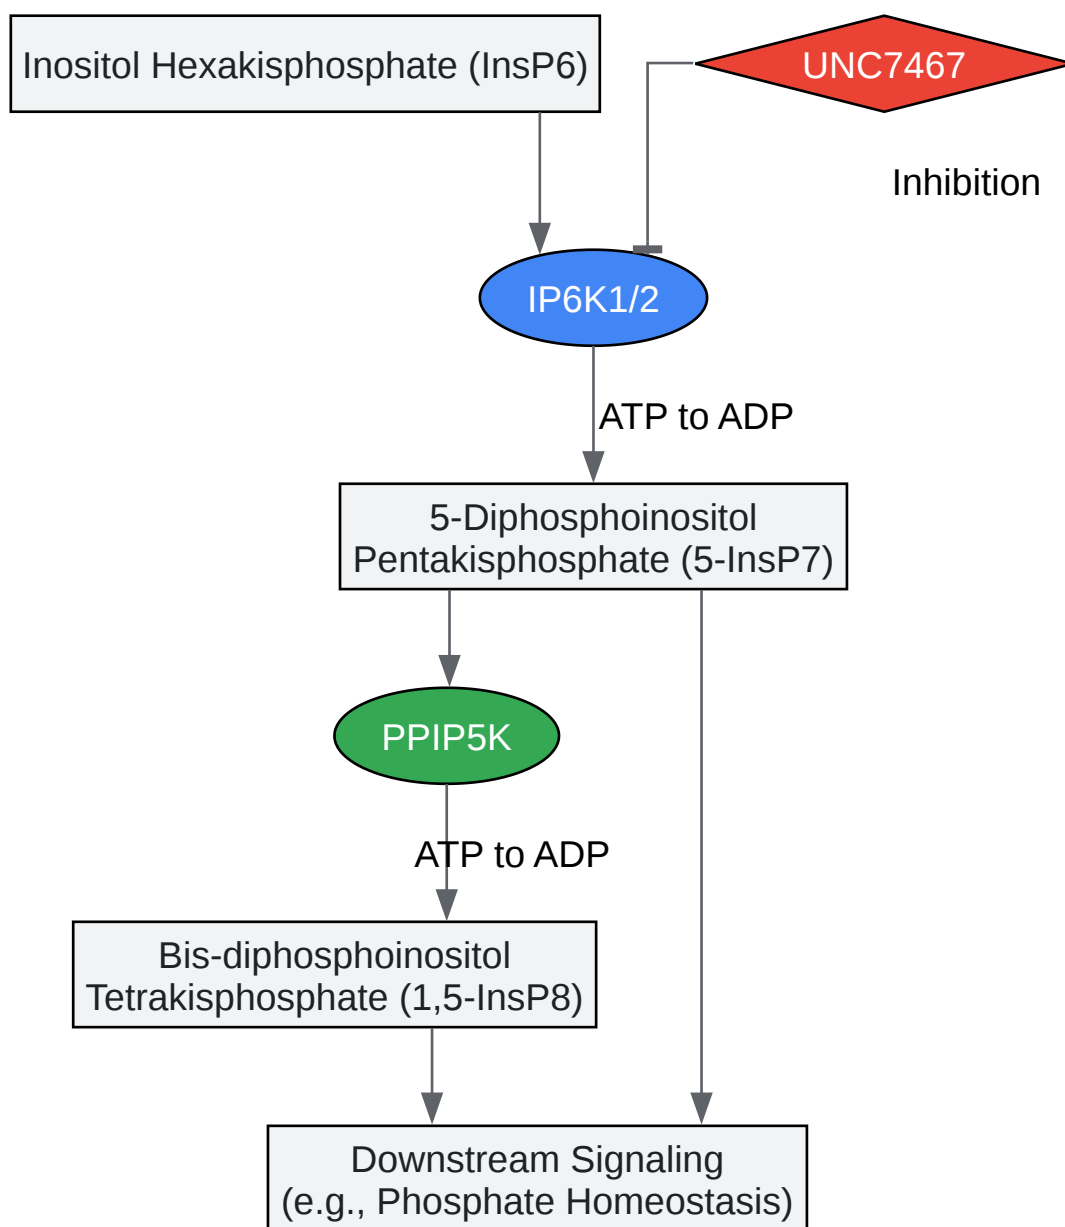 Inositol Hexakisphosphate (InsP6)
UNC7467
Inhibition
IP6K1/2
ATP to ADP
5-Diphosphoinositol
Pentakisphosphate (5-InsP7)
PPIP5K
ATP to ADP
Bis-diphosphoinositol
Tetrakisphosphate (1,5-InsP8)
Downstream Signaling
(e.g., Phosphate Homeostasis)